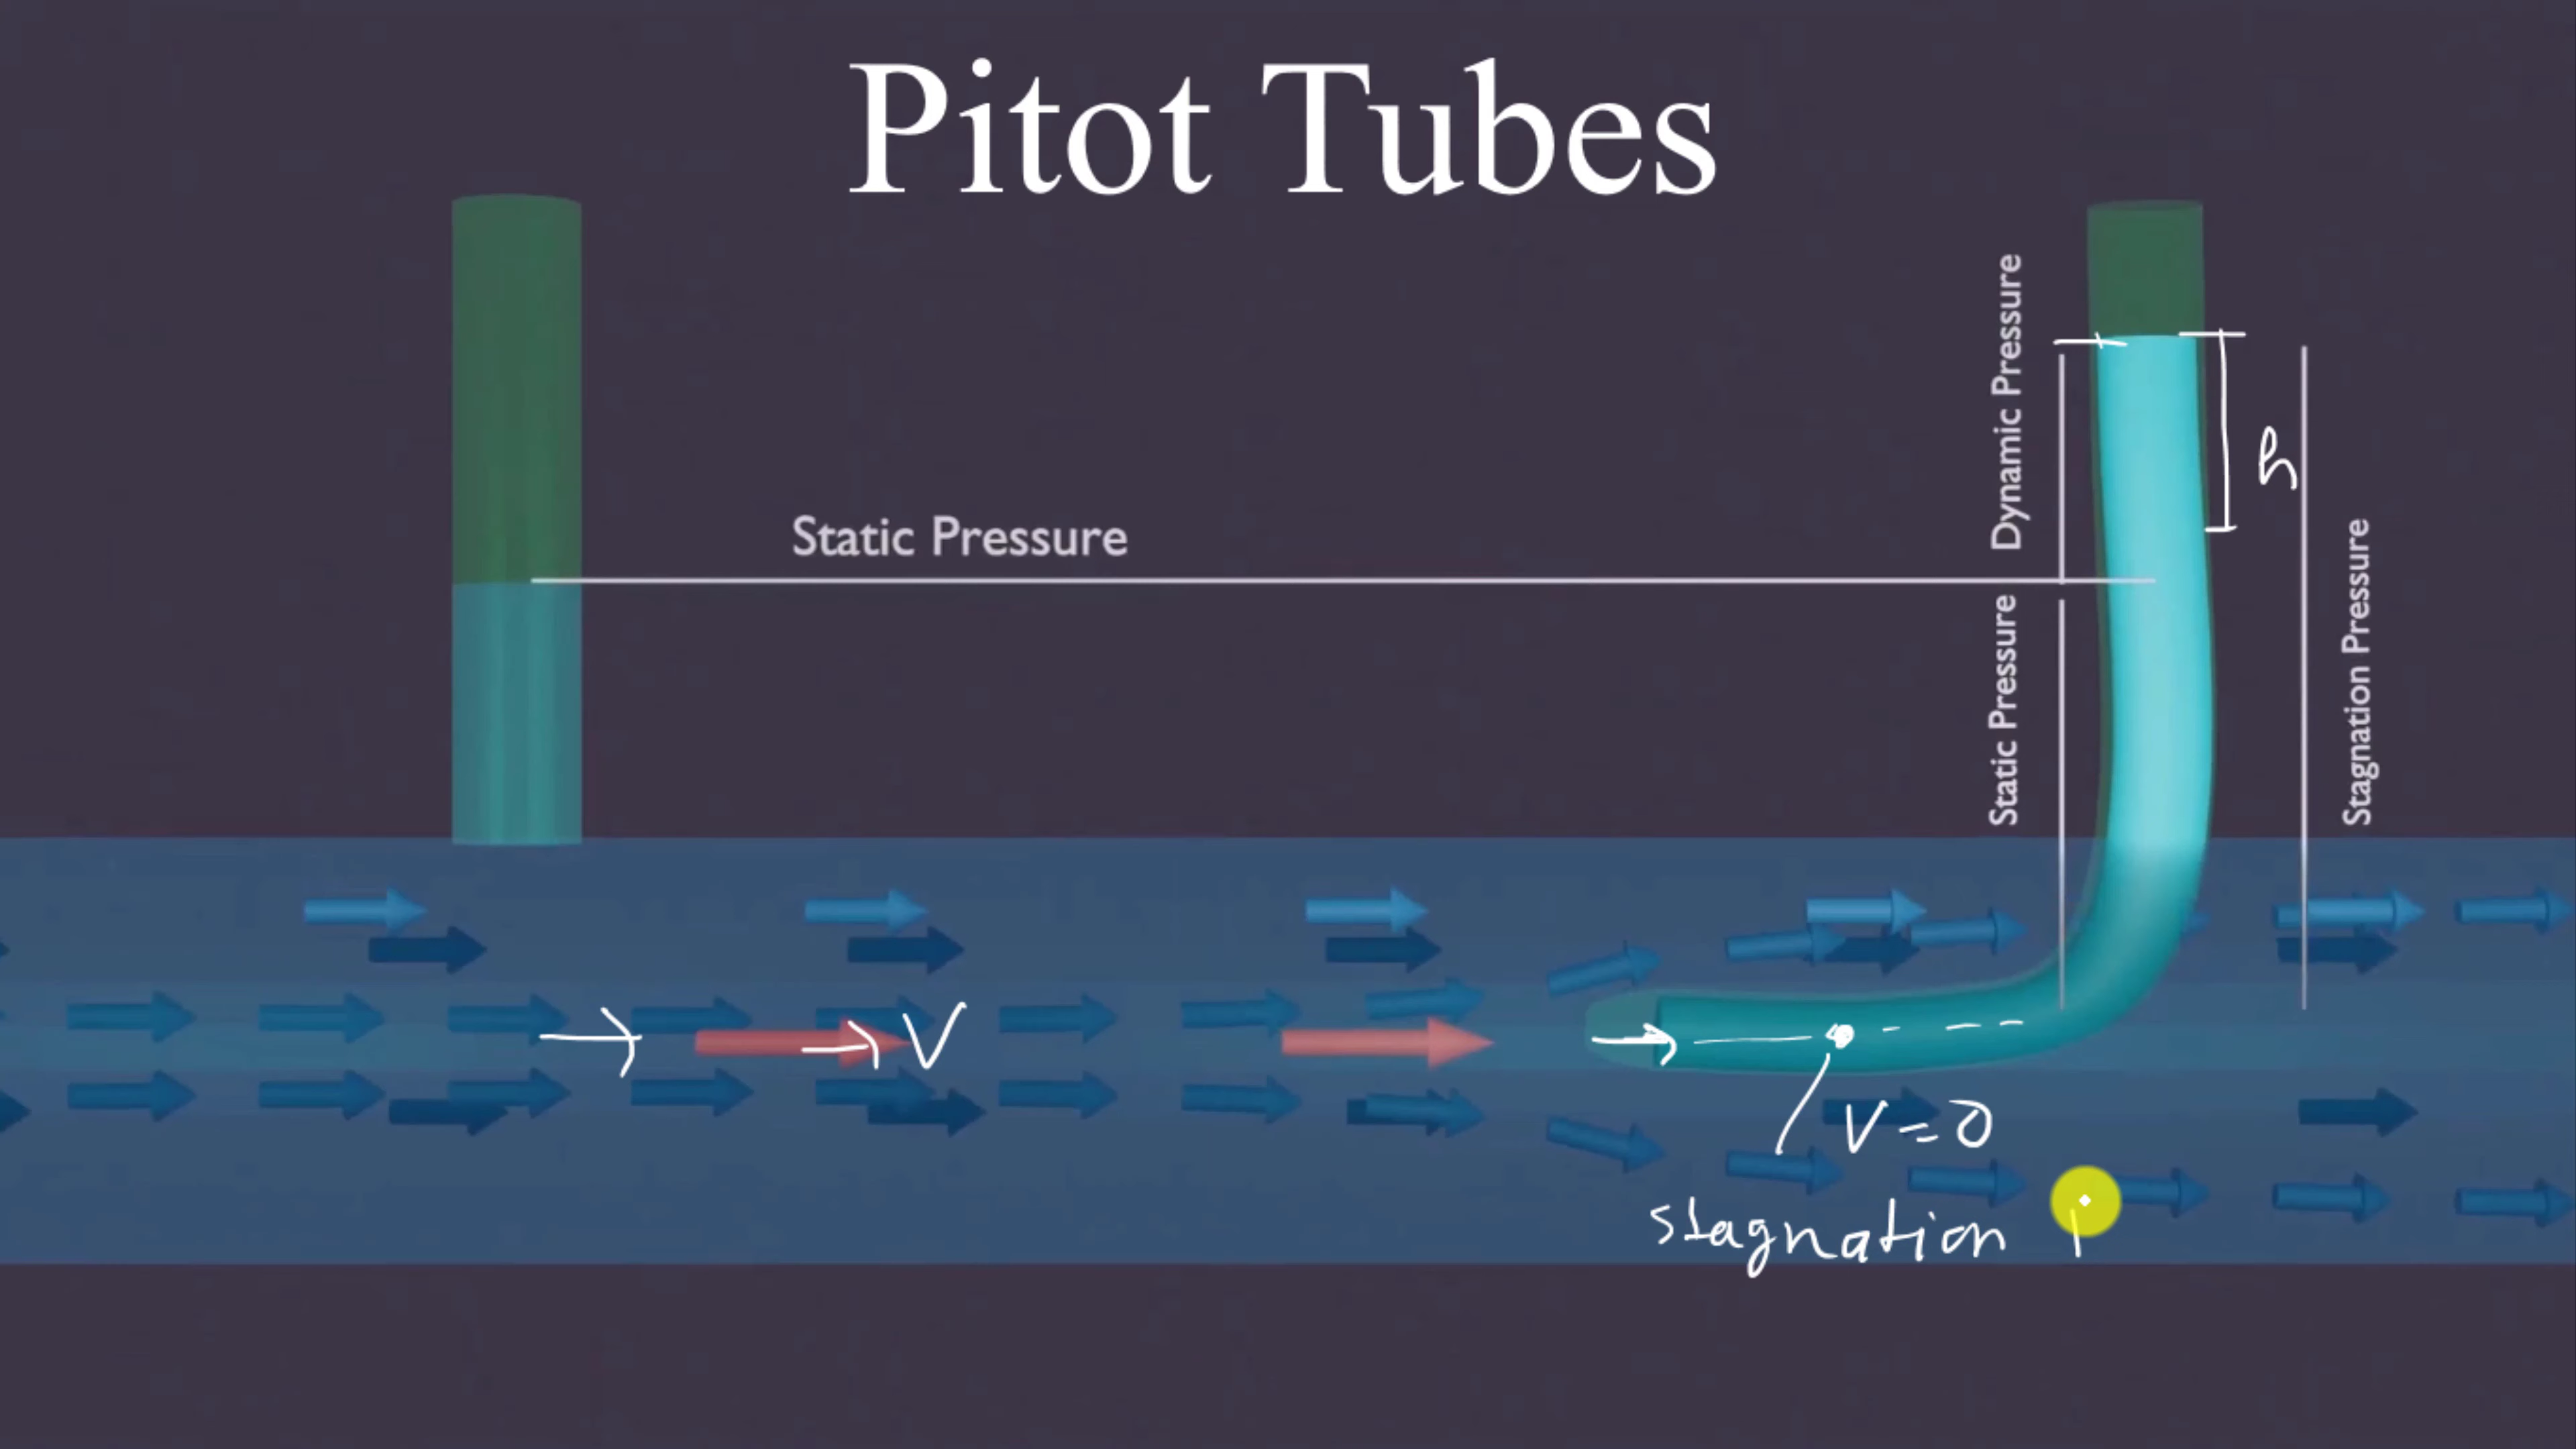 Pitot Tubes
Dynamic Pressure
h
Static Pressure
Static Pressure
Stagnation Pressure
V
V = 0
stagnation